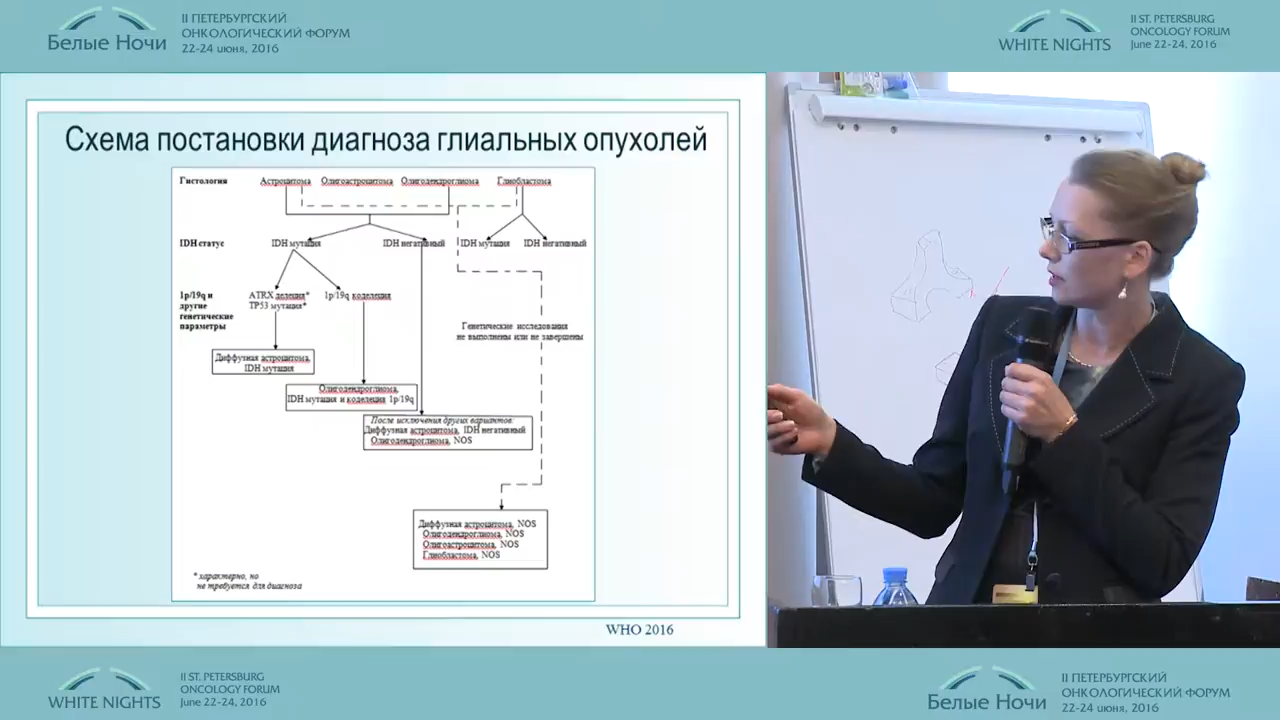 Белые Ночи
II ПЕТЕРБУРГСКИЙ
ОНКОЛОГИЧЕСКИЙ ФОРУМ
22-24 июня, 2016
WHITE NIGHTS
II ST. PETERSBURG
ONCOLOGY FORUM
June 22-24, 2016
Схема постановки диагноза глиальных опухолей
Гистология
Астроцитома
Олигоастроцитома
Олигодендроглиома
Глиобластома
IDH статус
IDH мутация
IDH негативный
IDH мутация
IDH негативный
1p/19q и
другие
генетические
параметры
ATRX делеция*
TP53 мутация*
1p/19q коделеция
Генетические исследования
не выполнены или не завершены
Диффузная астроцитома,
IDH мутация
Олигодендроглиома,
IDH мутация и коделеция 1p/19q
После исключения других вариантов:
Диффузная астроцитома, IDH негативный
Олигодендроглиома, NOS
Диффузная астроцитома, NOS
Олигодендроглиома, NOS
Олигоастроцитома, NOS
Глиобластома, NOS
* характерно, но
не требуется для диагноза
WHO 2016
WHITE NIGHTS
II ST. PETERSBURG
ONCOLOGY FORUM
June 22-24, 2016
Белые Ночи
II ПЕТЕРБУРГСКИЙ
ОНКОЛОГИЧЕСКИЙ ФОРУМ
22-24 июня, 2016